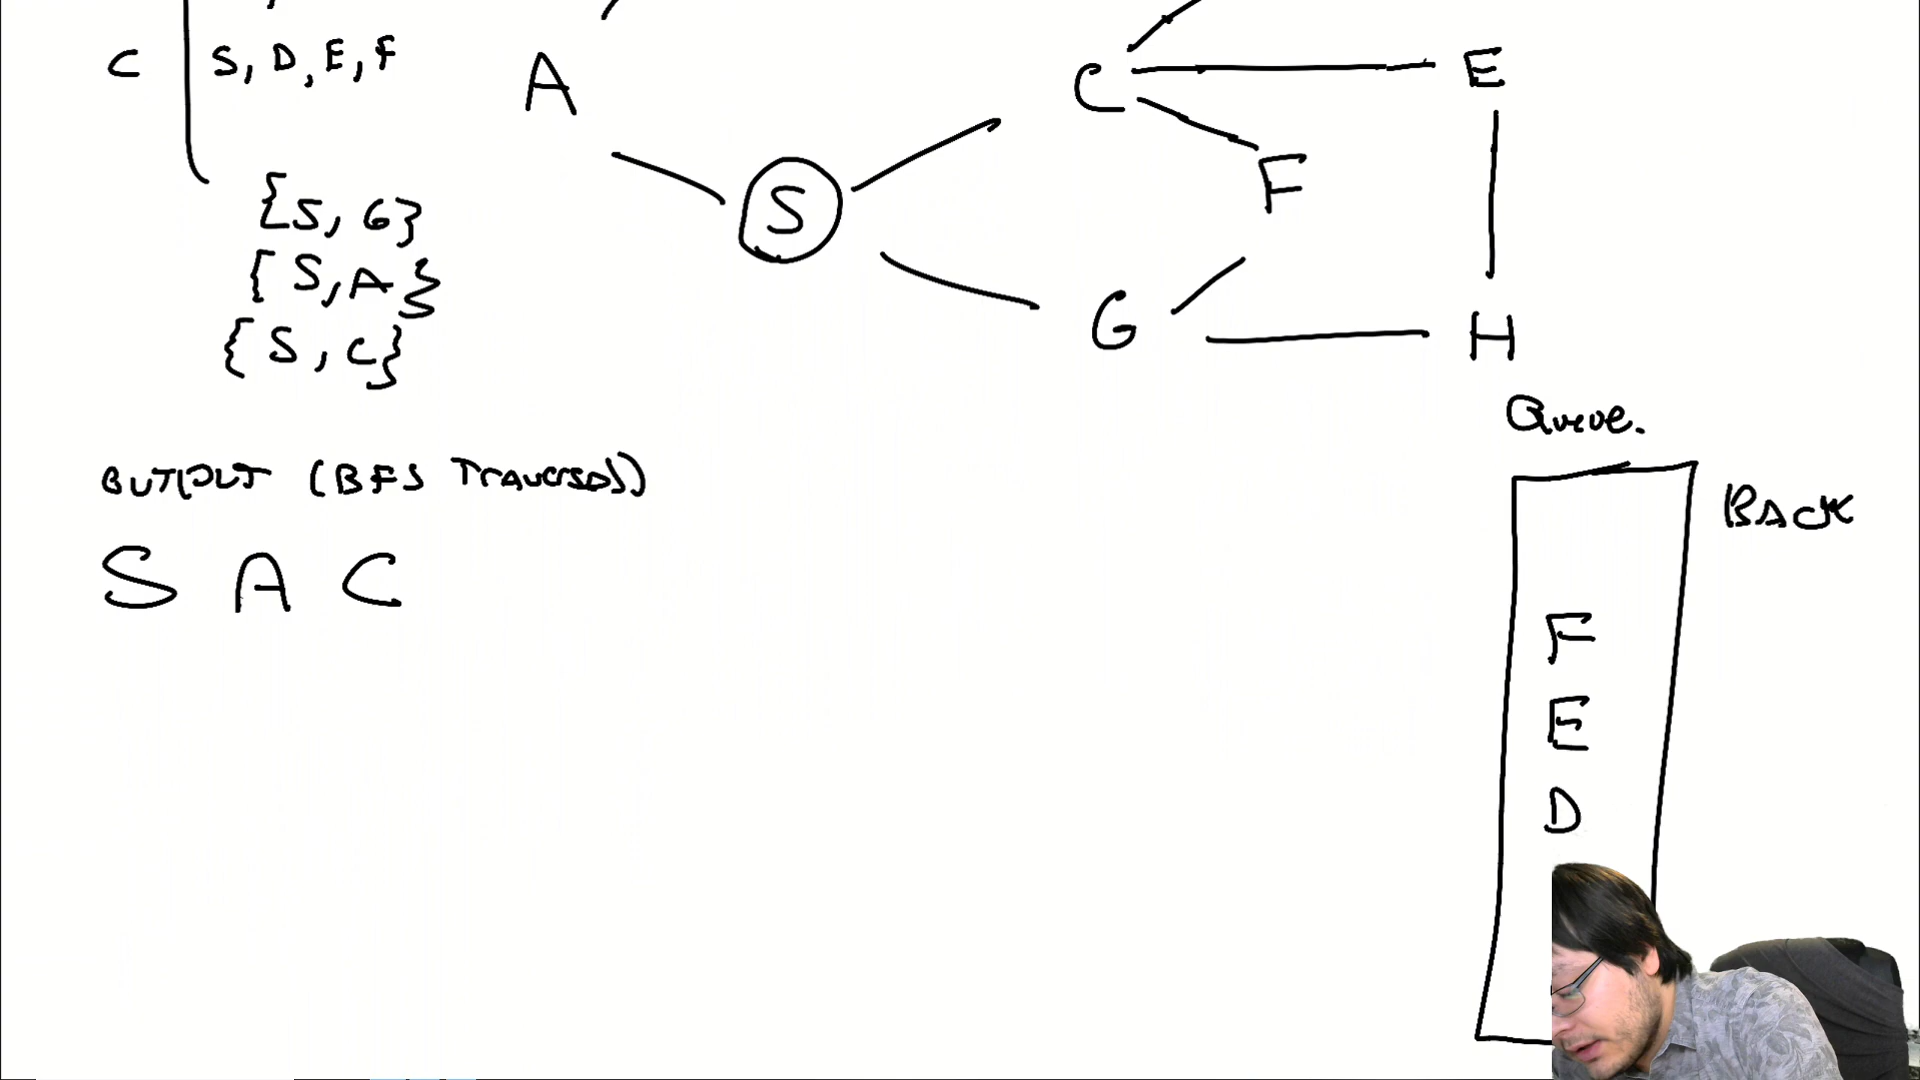 C | S, D, E, F
{S, G}
{S, A}
{S, C}
A
S
C
E
F
G
H
OUTPUT (BFS Traversal)
S A C
Queue.
BACK
F
E
D